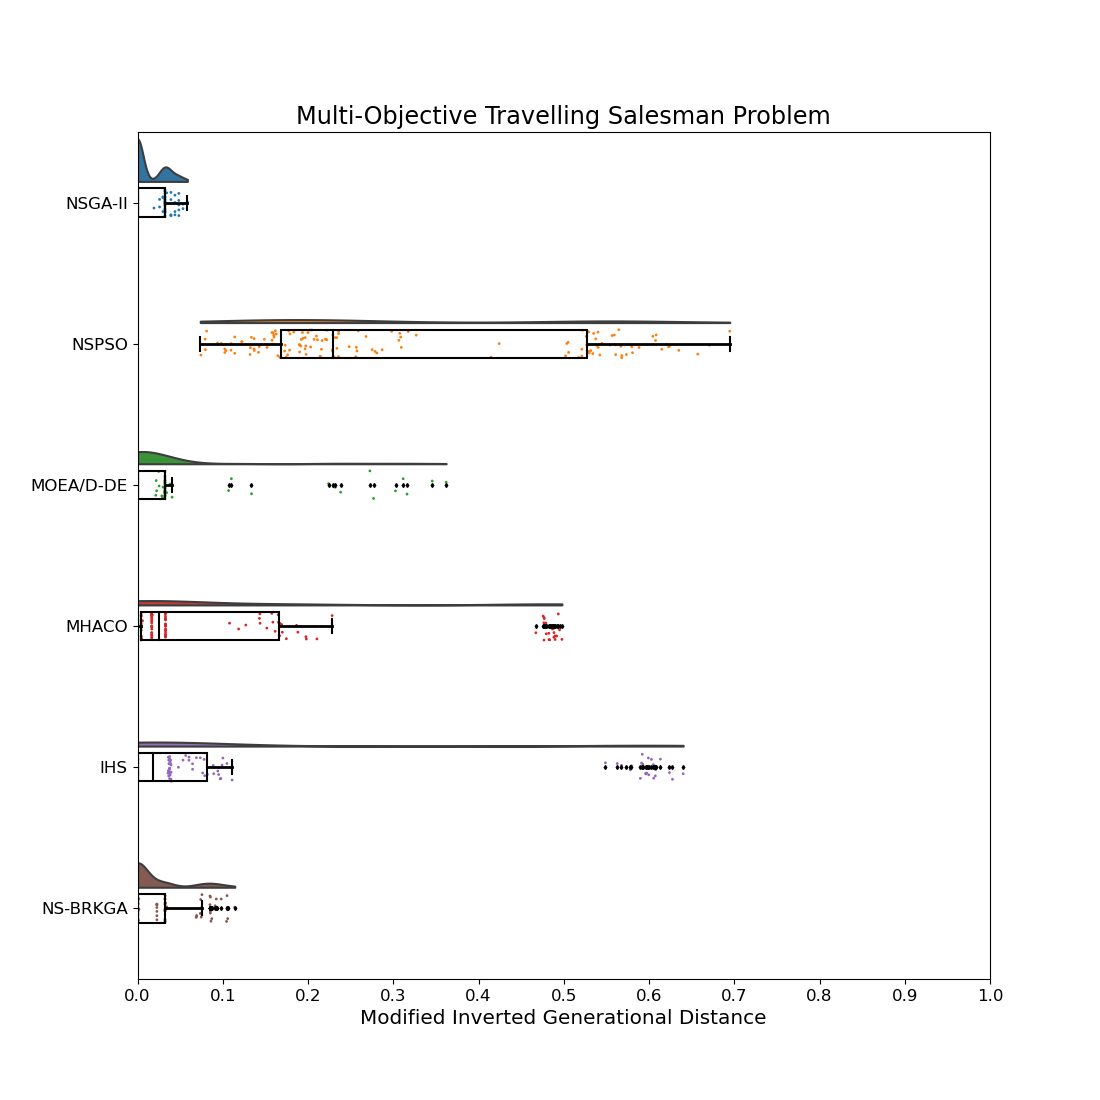 Multi-Objective Travelling Salesman Problem
NSGA-II
NSPSO
MOEA/D-DE
MHACO
IHS
NS-BRKGA
0.0 0.1 0.2 0.3 0.4 0.5 0.6 0.7 0.8 0.9 1.0
Modified Inverted Generational Distance